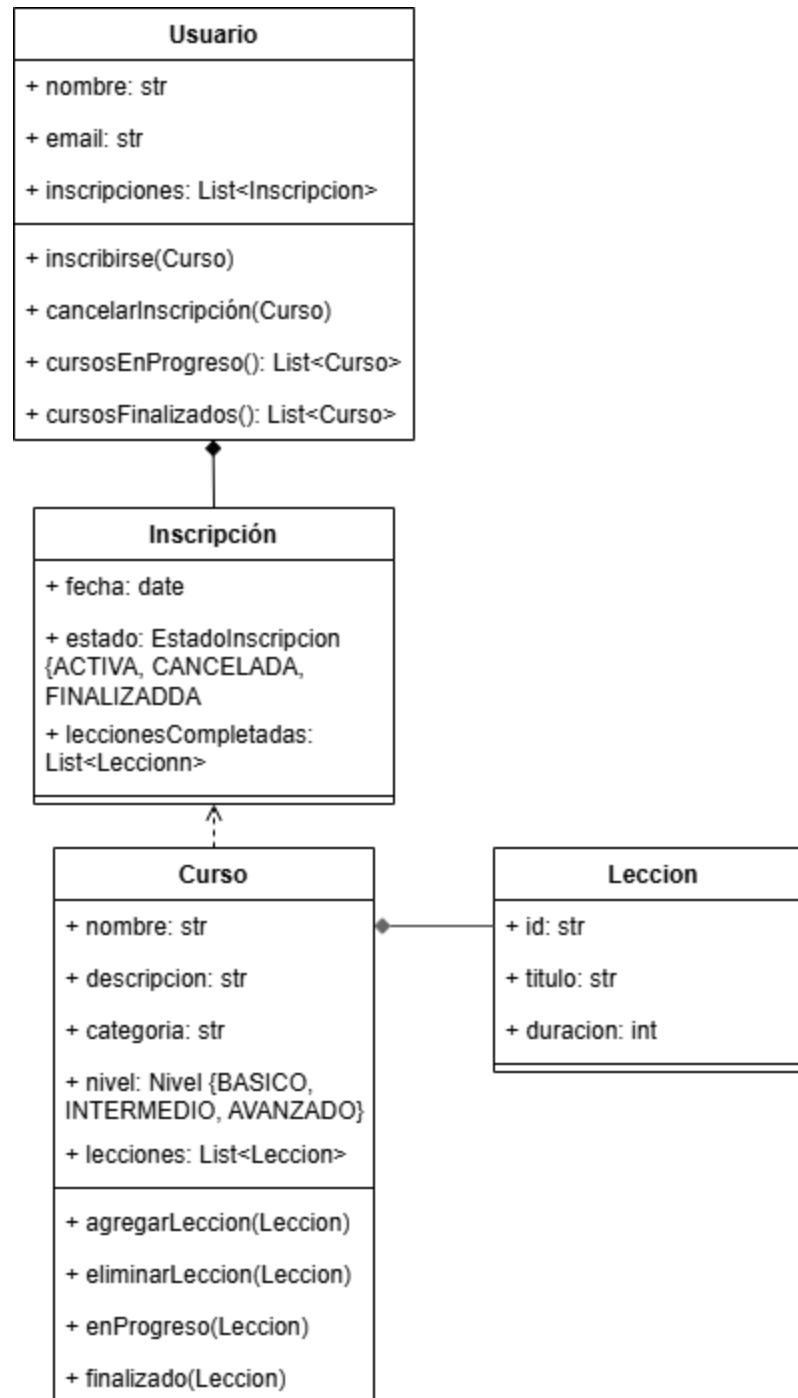 Usuario
+ nombre: str
+ email: str
+ inscripciones: List<Inscripcion>
+ inscribirse(Curso)
+ cancelarInscripción(Curso)
+ cursosEnProgreso(): List<Curso>
+ cursosFinalizados(): List<Curso>
Inscripción
+ fecha: date
+ estado: EstadoInscripcion
{ACTIVA, CANCELADA,
FINALIZADDA
+ leccionesCompletadas:
List<Leccionn>
Curso
+ nombre: str
+ descripcion: str
+ categoria: str
+ nivel: Nivel {BASICO,
INTERMEDIO, AVANZADO}
+ lecciones: List<Leccion>
+ agregarLeccion(Leccion)
+ eliminarLeccion(Leccion)
+ enProgreso(Leccion)
+ finalizado(Leccion)
Leccion
+ id: str
+ titulo: str
+ duracion: int